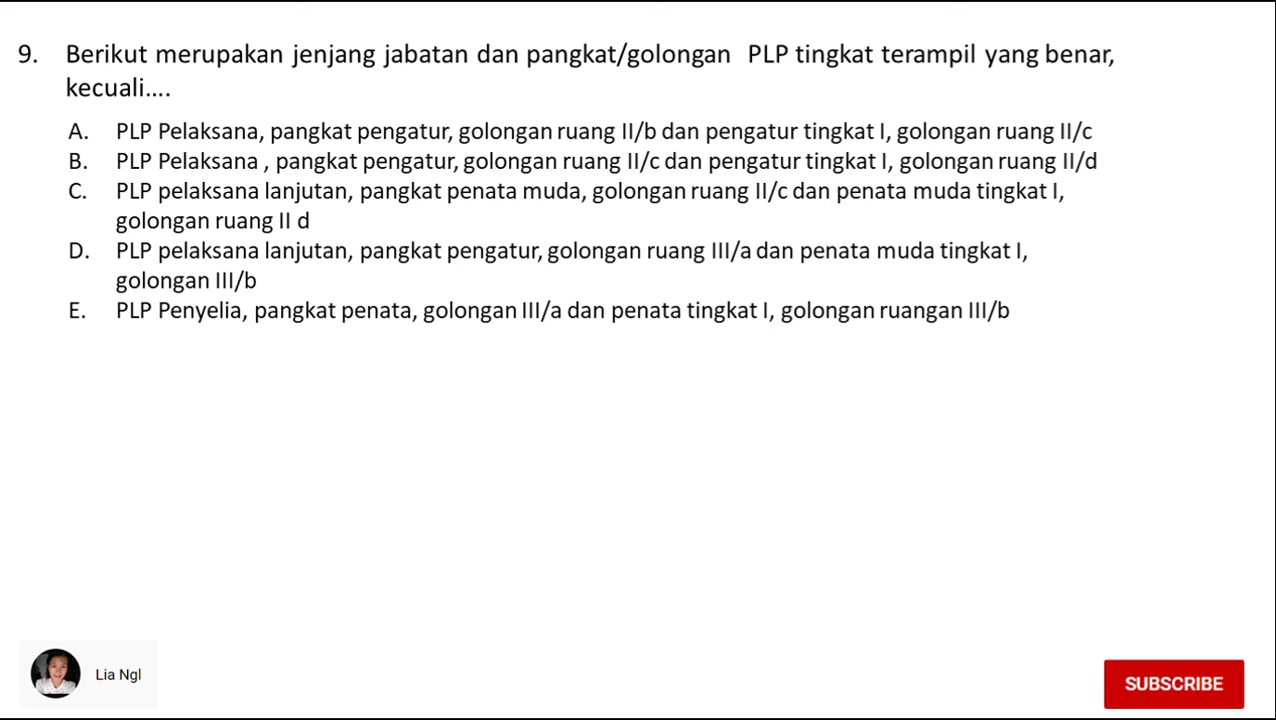 9. Berikut merupakan jenjang jabatan dan pangkat/golongan PLP tingkat terampil yang benar,
kecuali....
A. PLP Pelaksana, pangkat pengatur, golongan ruang II/b dan pengatur tingkat I, golongan ruang II/c
B. PLP Pelaksana , pangkat pengatur, golongan ruang II/c dan pengatur tingkat I, golongan ruang II/d
C. PLP pelaksana lanjutan, pangkat penata muda, golongan ruang II/c dan penata muda tingkat I,
golongan ruang II d
D. PLP pelaksana lanjutan, pangkat pengatur, golongan ruang III/a dan penata muda tingkat I,
golongan III/b
E. PLP Penyelia, pangkat penata, golongan III/a dan penata tingkat I, golongan ruangan III/b
Lia Ngl
SUBSCRIBE